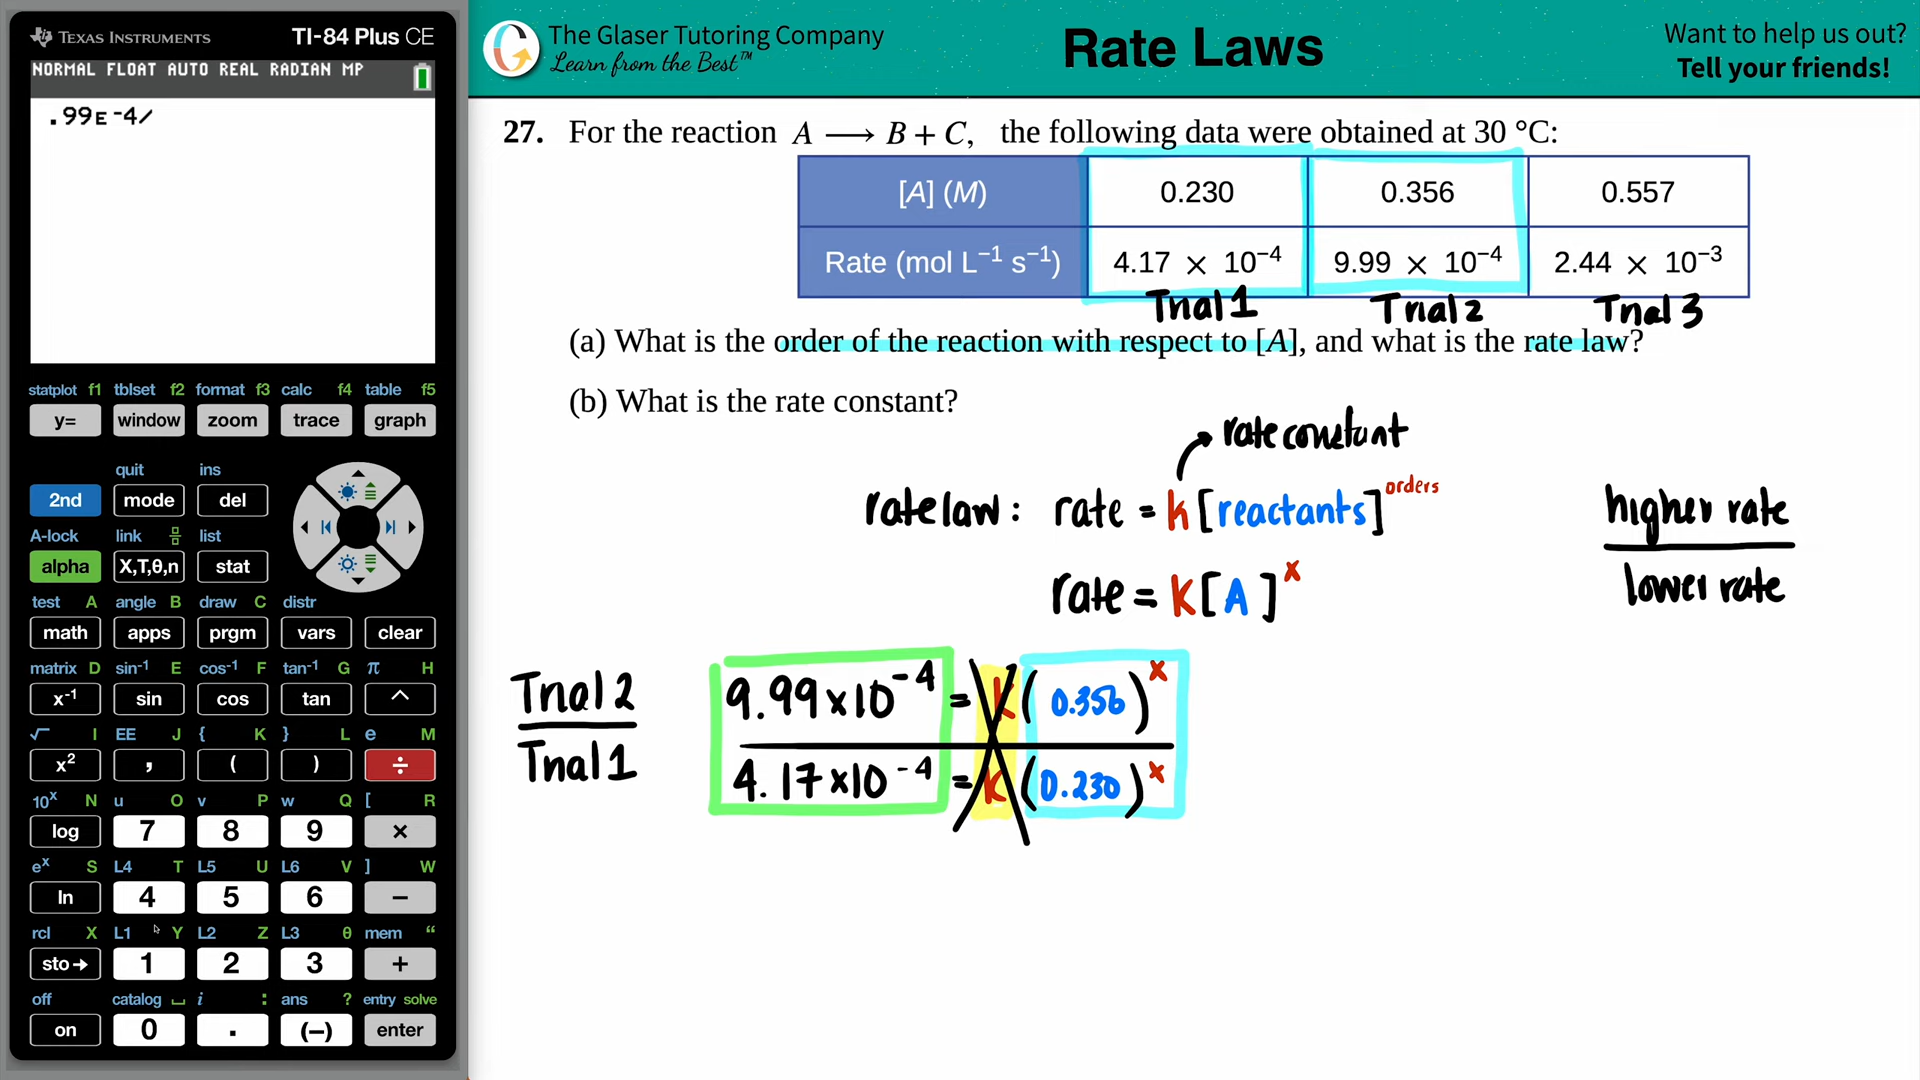 TEXAS INSTRUMENTS TI-84 Plus CE
NORMAL FLOAT AUTO REAL RADIAN MP
.99E-4/
statplot f1 tblset f2 format f3 calc f4 table f5
y= window zoom trace graph
quit ins
2nd mode del
A-lock link list
alpha X,T,θ,n stat
test A angle B draw C distr
math apps prgm vars clear
matrix D sin⁻¹ E cos⁻¹ F tan⁻¹ G π H
x⁻¹ sin cos tan ^
√ I EE J { K } L e M
x² , ( ) ÷
10ˣ N u O v P w Q [ R
log 7 8 9 ×
eˣ S L4 T L5 U L6 V ] W
ln 4 5 6 −
rcl X L1 Y L2 Z L3 θ mem “
sto→ 1 2 3 +
off catalog ⎵ i : ans ? entry solve
on 0 . (−) enter
The Glaser Tutoring Company
Learn from the Best™
Rate Laws
Want to help us out?
Tell your friends!
27. For the reaction A ⟶ B + C, the following data were obtained at 30 °C:
[A] (M) 0.230 0.356 0.557
Rate (mol L⁻¹ s⁻¹) 4.17 × 10⁻⁴ 9.99 × 10⁻⁴ 2.44 × 10⁻³
Trial 1 Trial 2 Trial 3
(a) What is the order of the reaction with respect to [A], and what is the rate law?
(b) What is the rate constant?
rate constant
rate law : rate = k [reactants]^orders
rate = k [A]^x
higher rate
lower rate
Trial 2 9.99x10⁻⁴ = k (0.356)^x
Trial 1 4.17x10⁻⁴ = k (0.230)^x